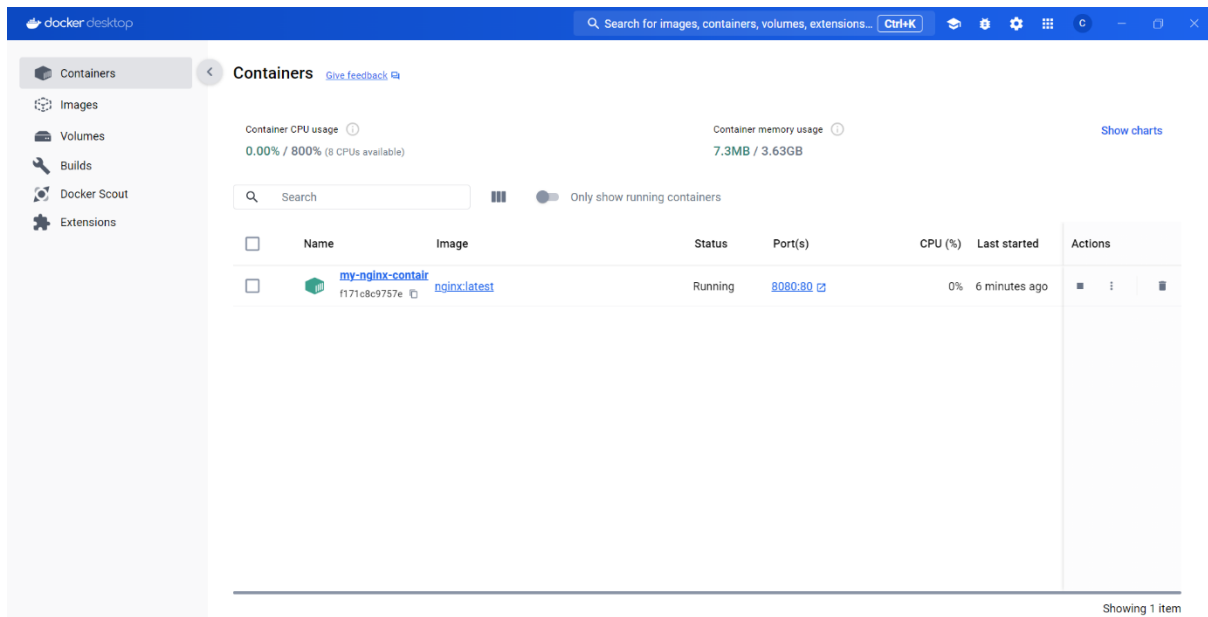 docker desktop
Search for images, containers, volumes, extensions... Ctrl+K
C
Containers
Images
Volumes
Builds
Docker Scout
Extensions
Containers Give feedback
Container CPU usage
0.00% / 800% (8 CPUs available)
Container memory usage
7.3MB / 3.63GB
Show charts
Search
Only show running containers
Name Image Status Port(s) CPU (%) Last started Actions
my-nginx-contair
f171c8c9757e
nginx:latest Running 8080:80 0% 6 minutes ago
Showing 1 item